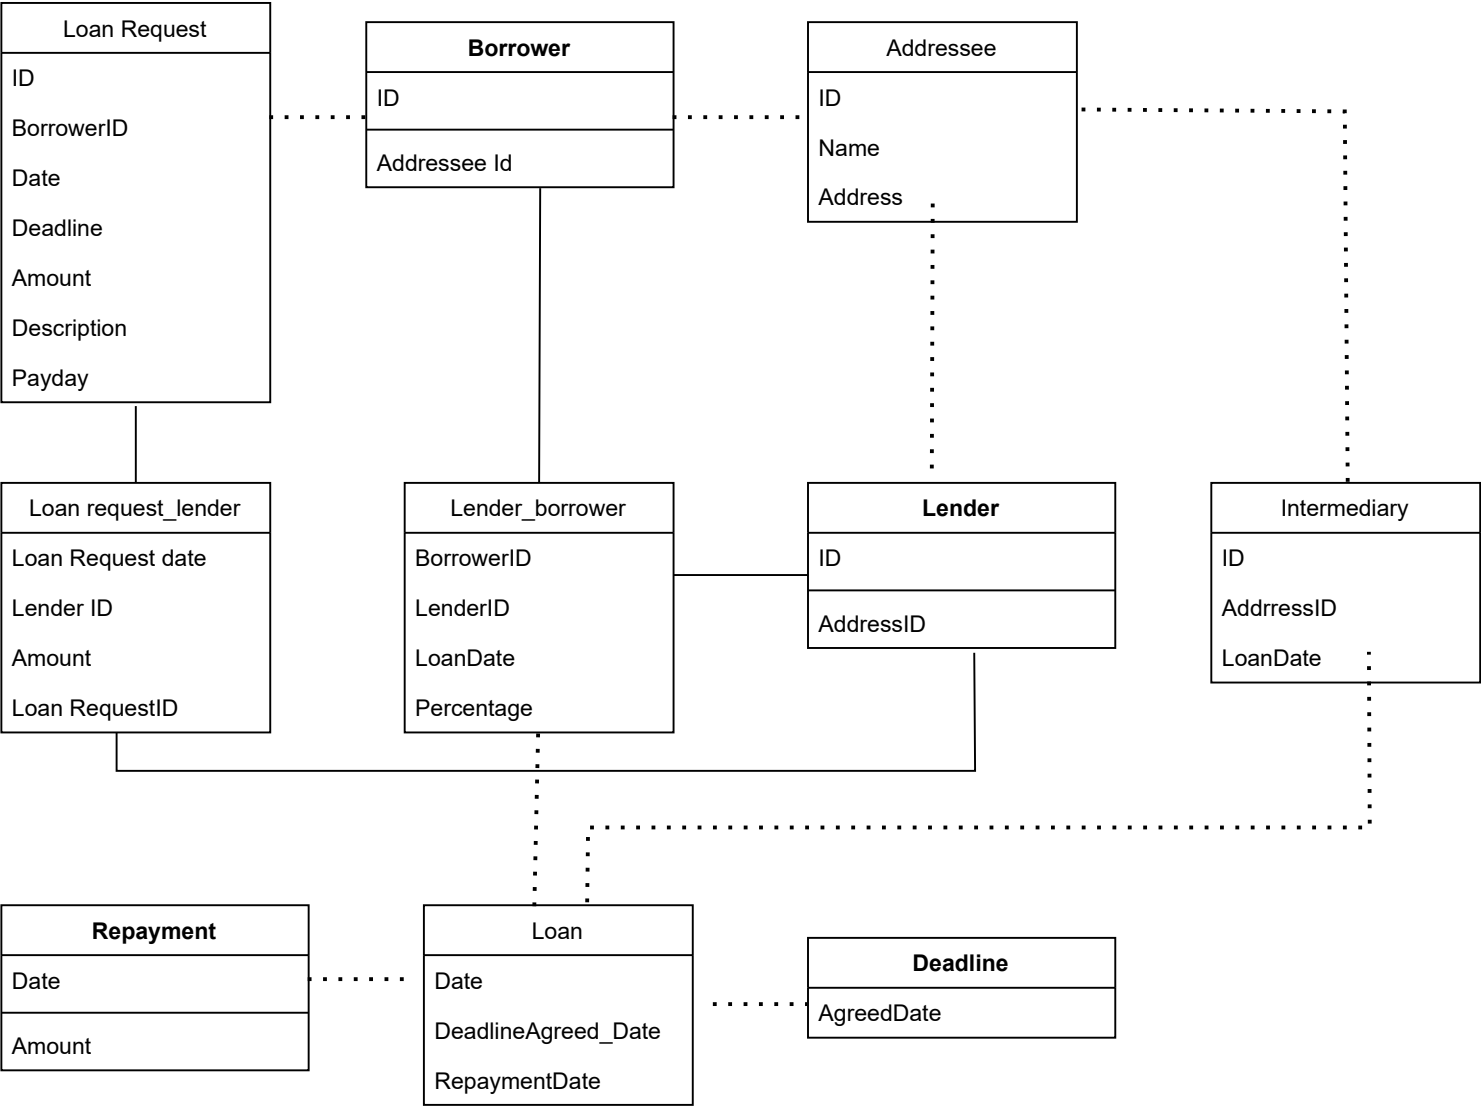 Loan Request
ID
BorrowerID
Date
Deadline
Amount
Description
Payday
Borrower
ID
Addressee Id
Addressee
ID
Name
Address
Loan request_lender
Loan Request date
Lender ID
Amount
Loan RequestID
Lender_borrower
BorrowerID
LenderID
LoanDate
Percentage
Lender
ID
AddressID
Intermediary
ID
AddrressID
LoanDate
Repayment
Date
Amount
Loan
Date
DeadlineAgreed_Date
RepaymentDate
Deadline
AgreedDate